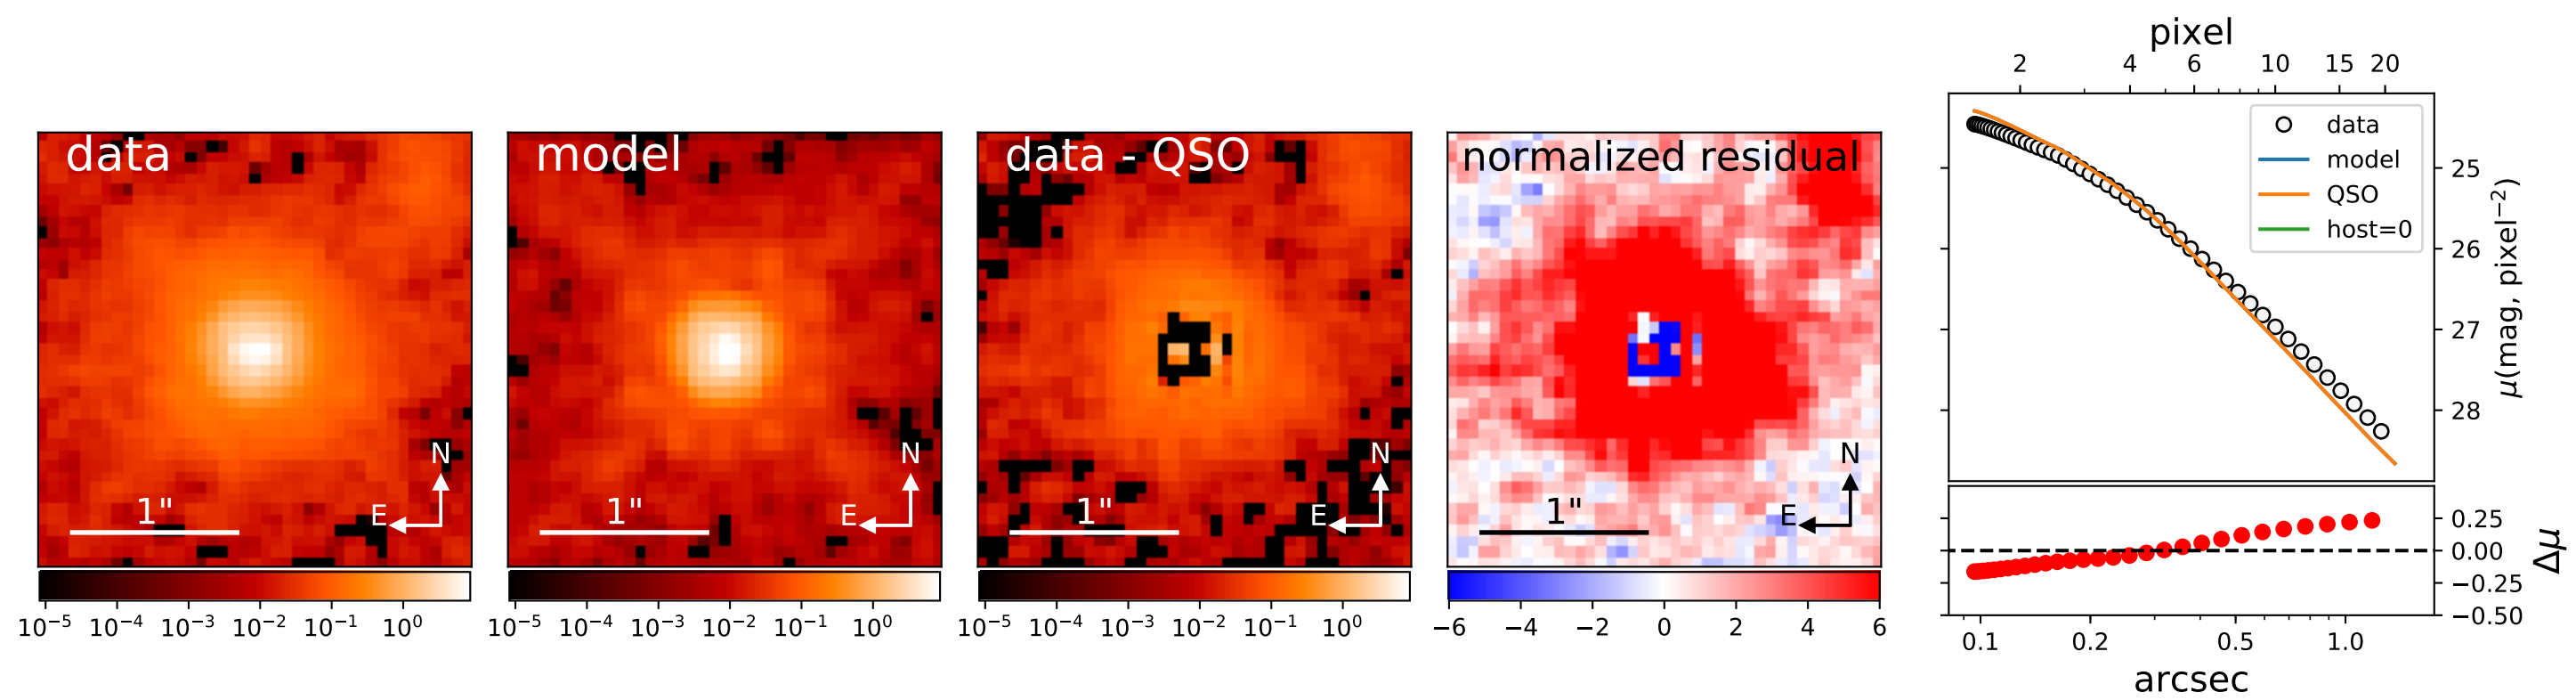 data
N
E
1"
10⁻⁵ 10⁻⁴ 10⁻³ 10⁻² 10⁻¹ 10⁰
model
N
E
1"
10⁻⁵ 10⁻⁴ 10⁻³ 10⁻² 10⁻¹ 10⁰
data - QSO
N
E
1"
10⁻⁵ 10⁻⁴ 10⁻³ 10⁻² 10⁻¹ 10⁰
normalized residual
N
E
1"
−6 −4 −2 0 2 4 6
pixel
2 4 6 10 15 20
data
model
QSO
host=0
25
26
27
28
μ(mag, pixel⁻²)
0.25
0.00
−0.25
−0.50
Δμ
0.1 0.2 0.5 1.0
arcsec